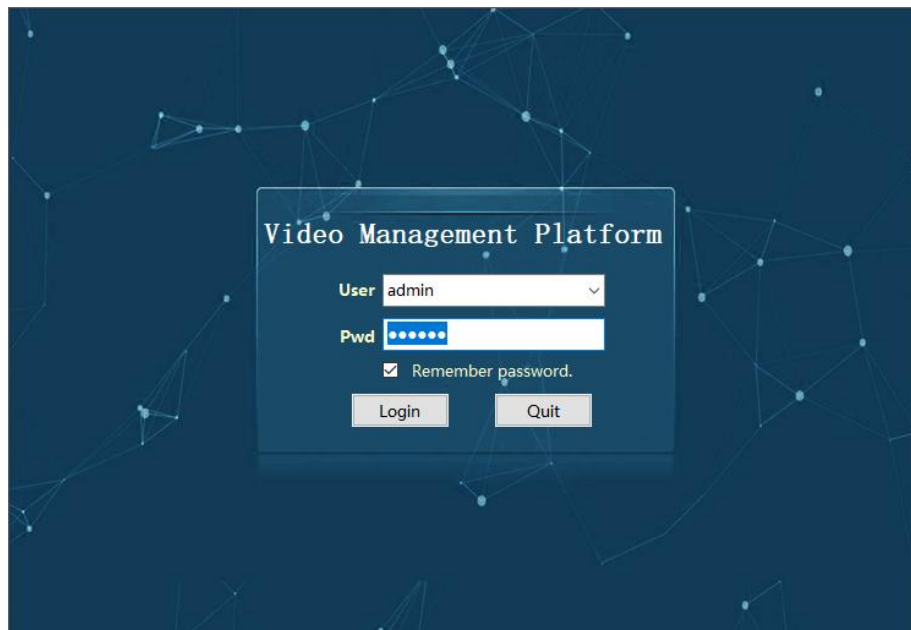 Video Management Platform
User admin
Pwd ••••••
Remember password.
Login Quit